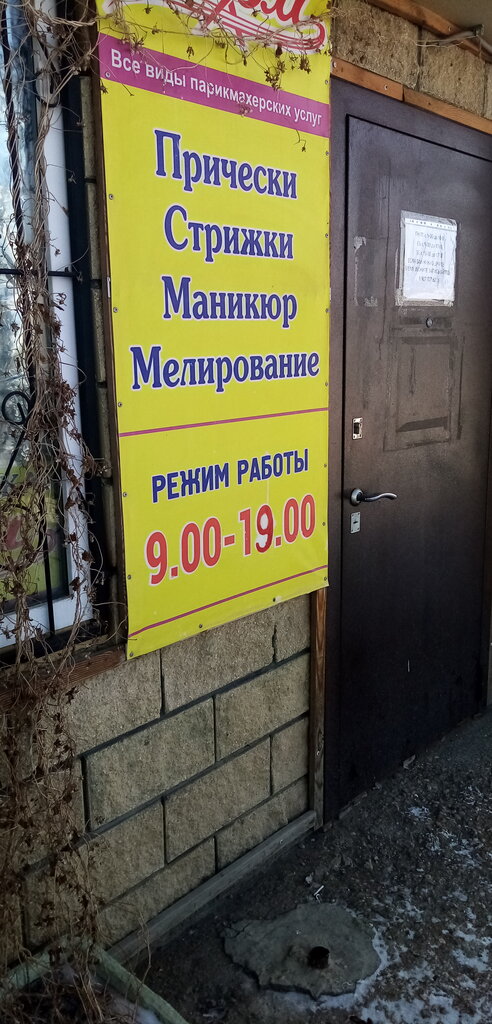 Все виды парикмахерских услуг
Прически
Стрижки
Маникюр
Мелирование
РЕЖИМ РАБОТЫ
9.00-19.00